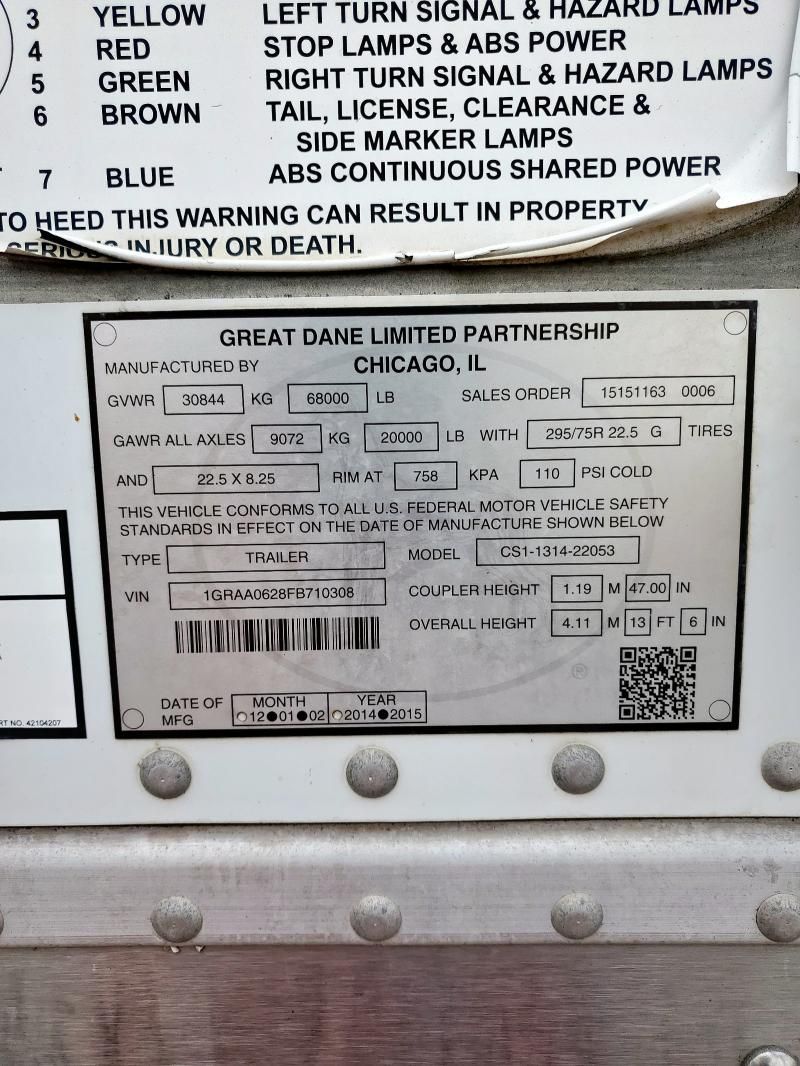 3 YELLOW LEFT TURN SIGNAL & HAZARD LAMPS
4 RED STOP LAMPS & ABS POWER
5 GREEN RIGHT TURN SIGNAL & HAZARD LAMPS
6 BROWN TAIL, LICENSE, CLEARANCE &
SIDE MARKER LAMPS
7 BLUE ABS CONTINUOUS SHARED POWER
TO HEED THIS WARNING CAN RESULT IN PROPERTY
SERIOUS INJURY OR DEATH.
GREAT DANE LIMITED PARTNERSHIP
MANUFACTURED BY CHICAGO, IL
GVWR 30844 KG 68000 LB SALES ORDER 15151163 0006
GAWR ALL AXLES 9072 KG 20000 LB WITH 295/75R 22.5 G TIRES
AND 22.5 X 8.25 RIM AT 758 KPA 110 PSI COLD
THIS VEHICLE CONFORMS TO ALL U.S. FEDERAL MOTOR VEHICLE SAFETY
STANDARDS IN EFFECT ON THE DATE OF MANUFACTURE SHOWN BELOW
TYPE TRAILER MODEL CS1-1314-22053
VIN 1GRAA0628FB710308 COUPLER HEIGHT 1.19 M 47.00 IN
OVERALL HEIGHT 4.11 M 13 FT 6 IN
®
DATE OF MFG MONTH YEAR
12 01 02 2014 2015
RT NO. 42104207